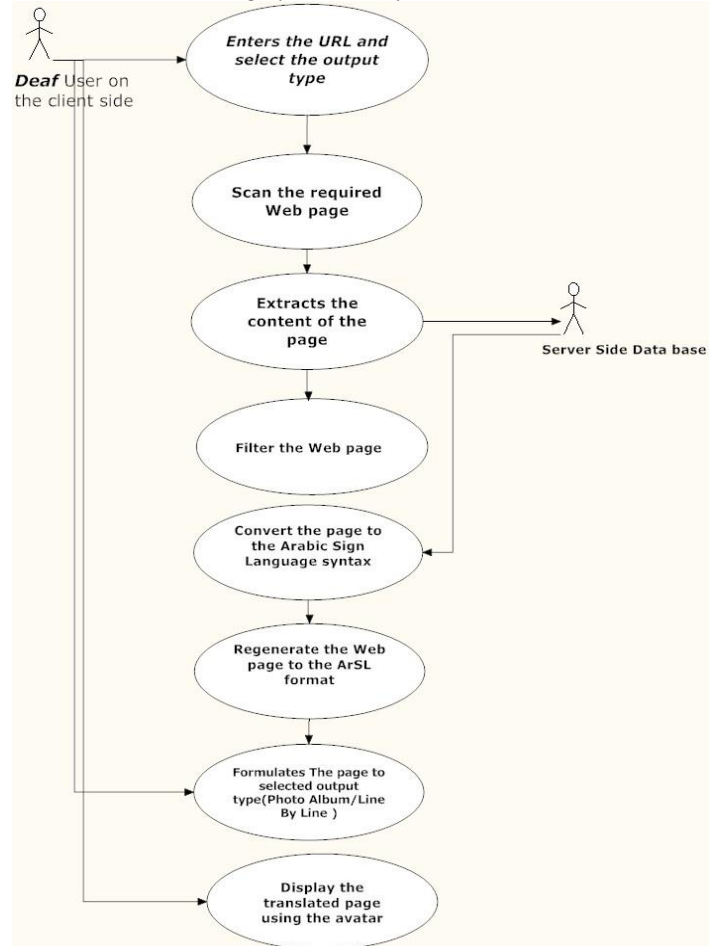 Enters the URL and
select the output
type
Deaf User on
the client side
Scan the required
Web page
Extracts the
content of the
page
Server Side Data base
Filter the Web page
Convert the page to
the Arabic Sign
Language syntax
Regenerate the Web
page to the ArSL
format
Formulates The page to
selected output
type(Photo Album/Line
By Line )
Display the
translated page
using the avatar